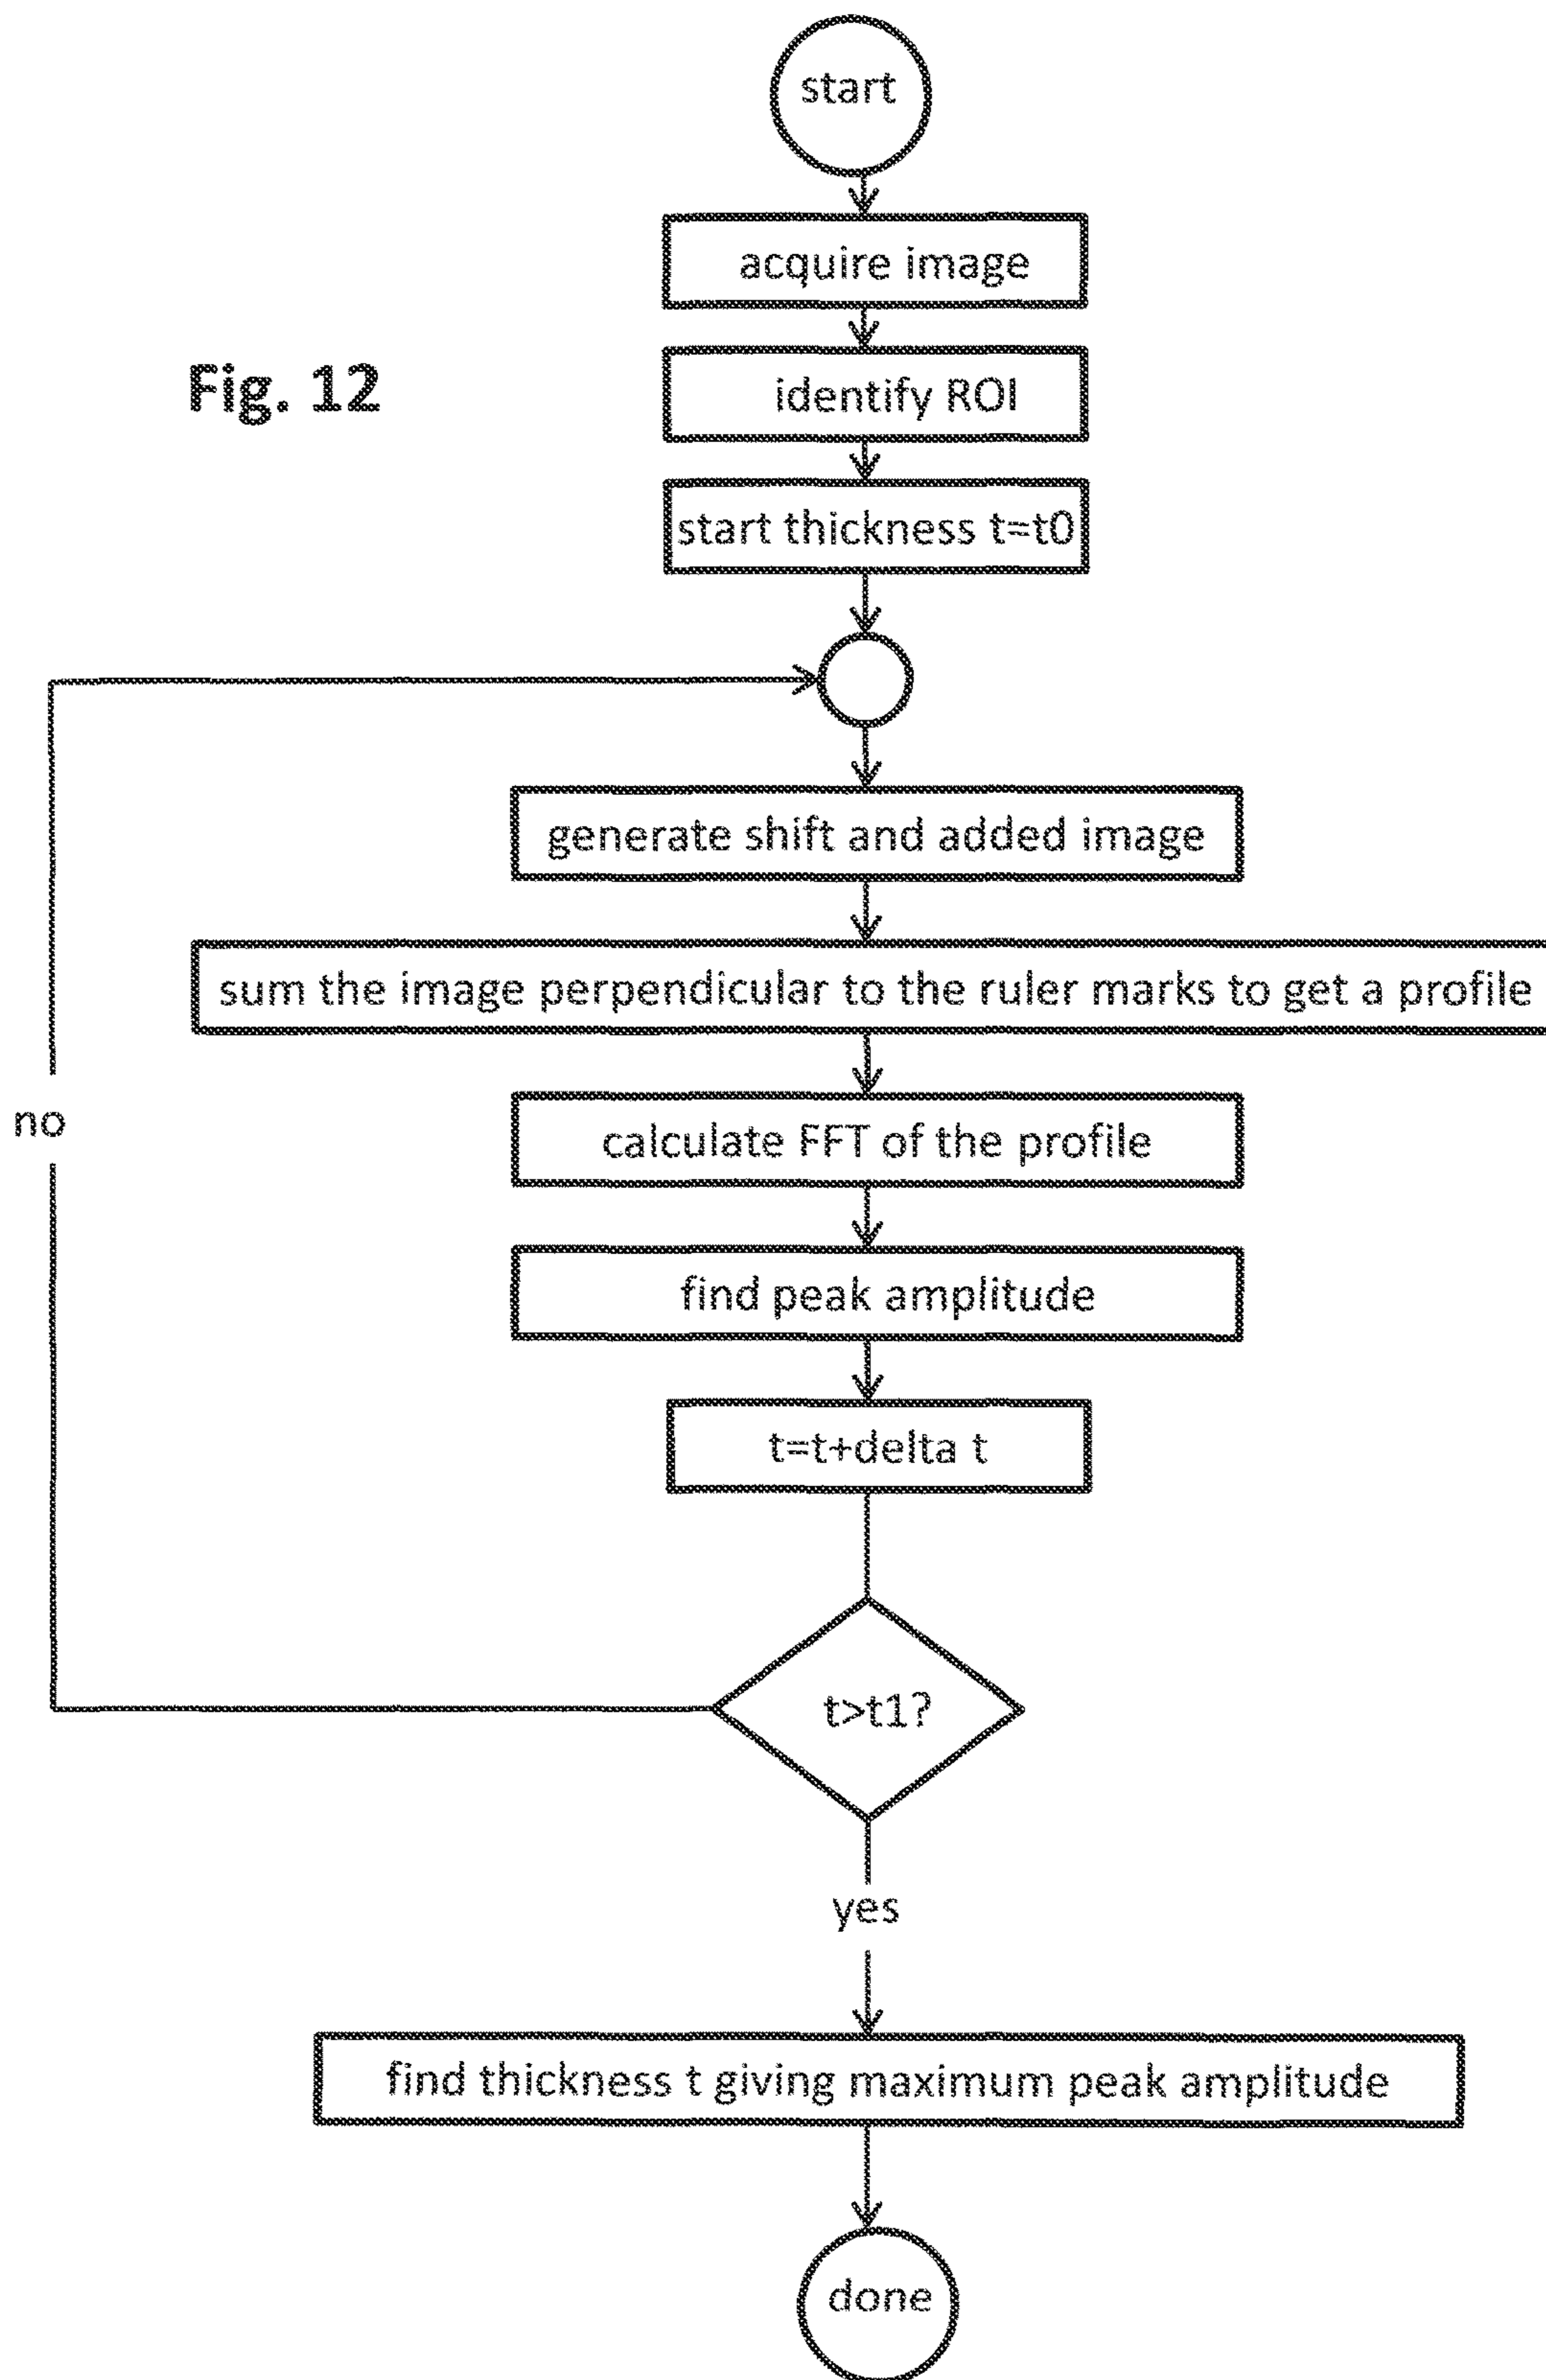 start
acquire image
Fig. 12
identify ROI
start thickness t=t0
generate shift and added image
sum the image perpendicular to the ruler marks to get a profile
no
calculate FFT of the profile
find peak amplitude
t=t+delta t
t>t1?
yes
find thickness t giving maximum peak amplitude
done